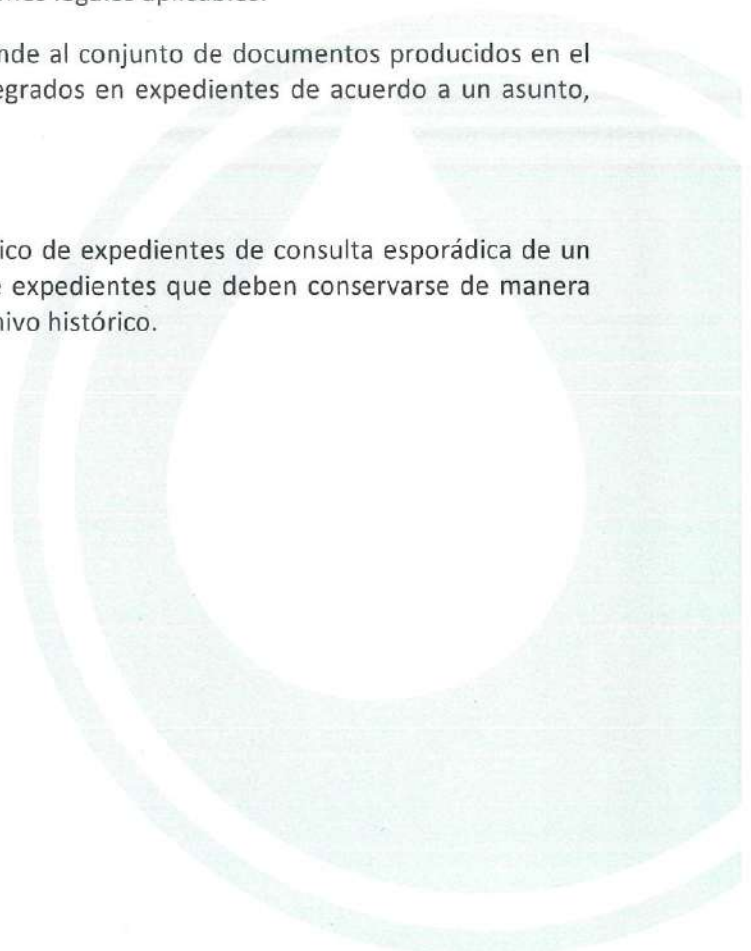 legales aplicables.
nde al conjunto de documentos producidos en el
egrados en expedientes de acuerdo a un asunto,
ico de expedientes de consulta esporádica de un
e expedientes que deben conservarse de manera
nivo histórico.